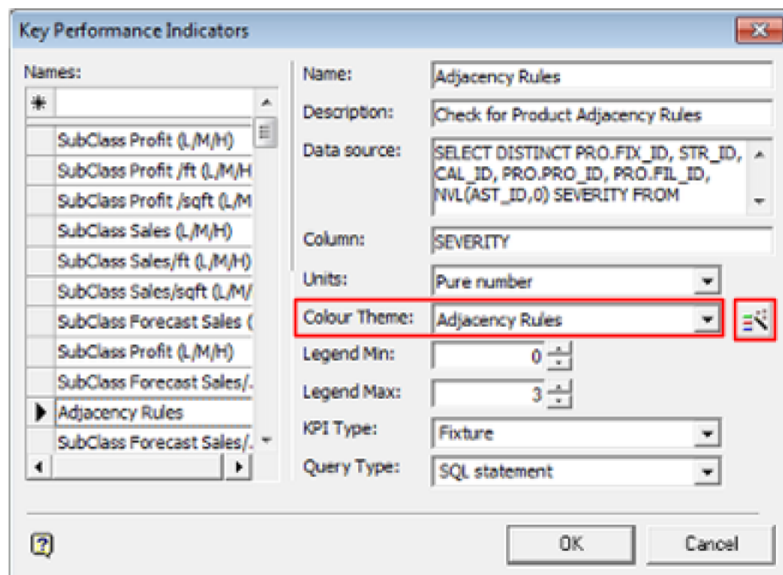 Key Performance Indicators
Names:
SubClass Profit (L/M/H)
SubClass Profit /ft (L/M/H
SubClass Profit /sqft (L/M
SubClass Sales (L/M/H)
SubClass Sales/ft (L/M/H)
SubClass Sales/sqft (L/M/
SubClass Forecast Sales (
SubClass Profit (L/M/H)
SubClass Forecast Sales/.
Adjacency Rules
SubClass Forecast Sales/.
Name: Adjacency Rules
Description: Check for Product Adjacency Rules
Data source: SELECT DISTINCT PRO.FIX_ID, STR_ID,
CAL_ID, PRO.PRO_ID, PRO.FIL_ID,
NVL(AST_ID,0) SEVERITY FROM
Column: SEVERITY
Units: Pure number
Colour Theme: Adjacency Rules
Legend Min: 0
Legend Max: 3
KPI Type: Fixture
Query Type: SQL statement
OK Cancel